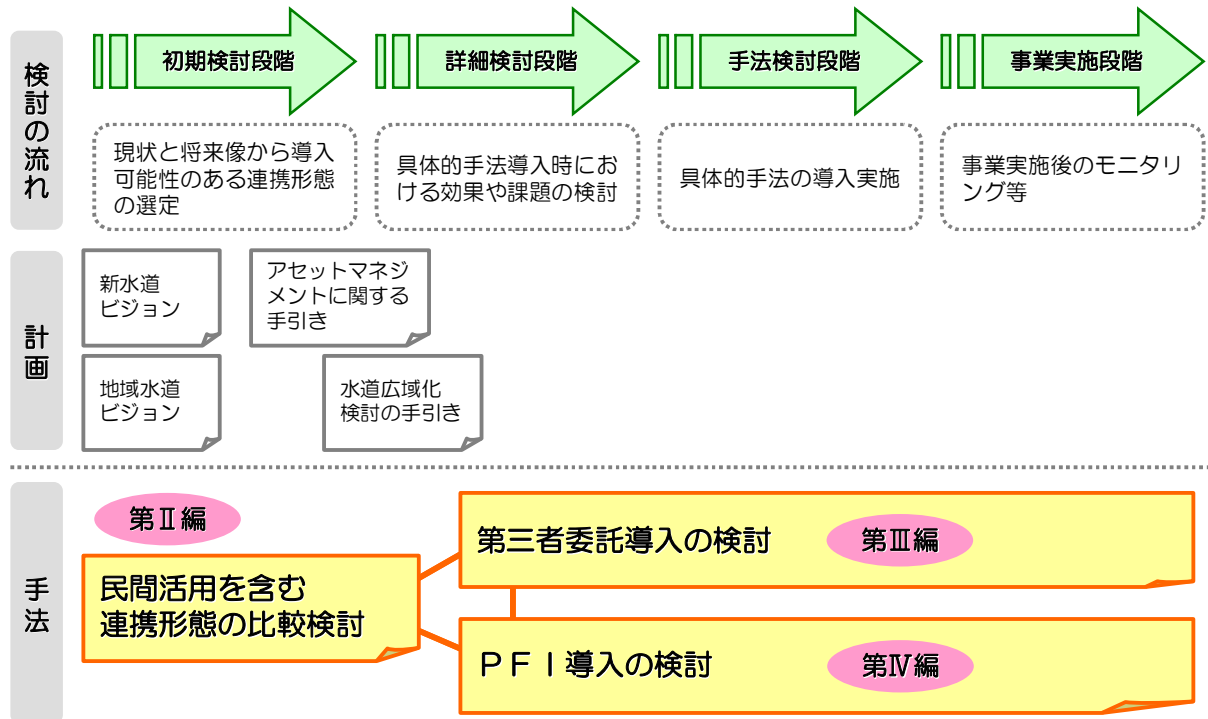 検討の流れ
初期検討段階
詳細検討段階
手法検討段階
事業実施段階
現状と将来像から導入
可能性のある連携形態
の選定
具体的手法導入時にお
ける効果や課題の検討
具体的手法の導入実施
事業実施後のモニタリ
ング等
計画
新水道
ビジョン
アセットマネジ
メントに関する
手引き
地域水道
ビジョン
水道広域化
検討の手引き
手法
第Ⅱ編
民間活用を含む
連携形態の比較検討
第三者委託導入の検討
第Ⅲ編
ＰＦＩ導入の検討
第Ⅳ編